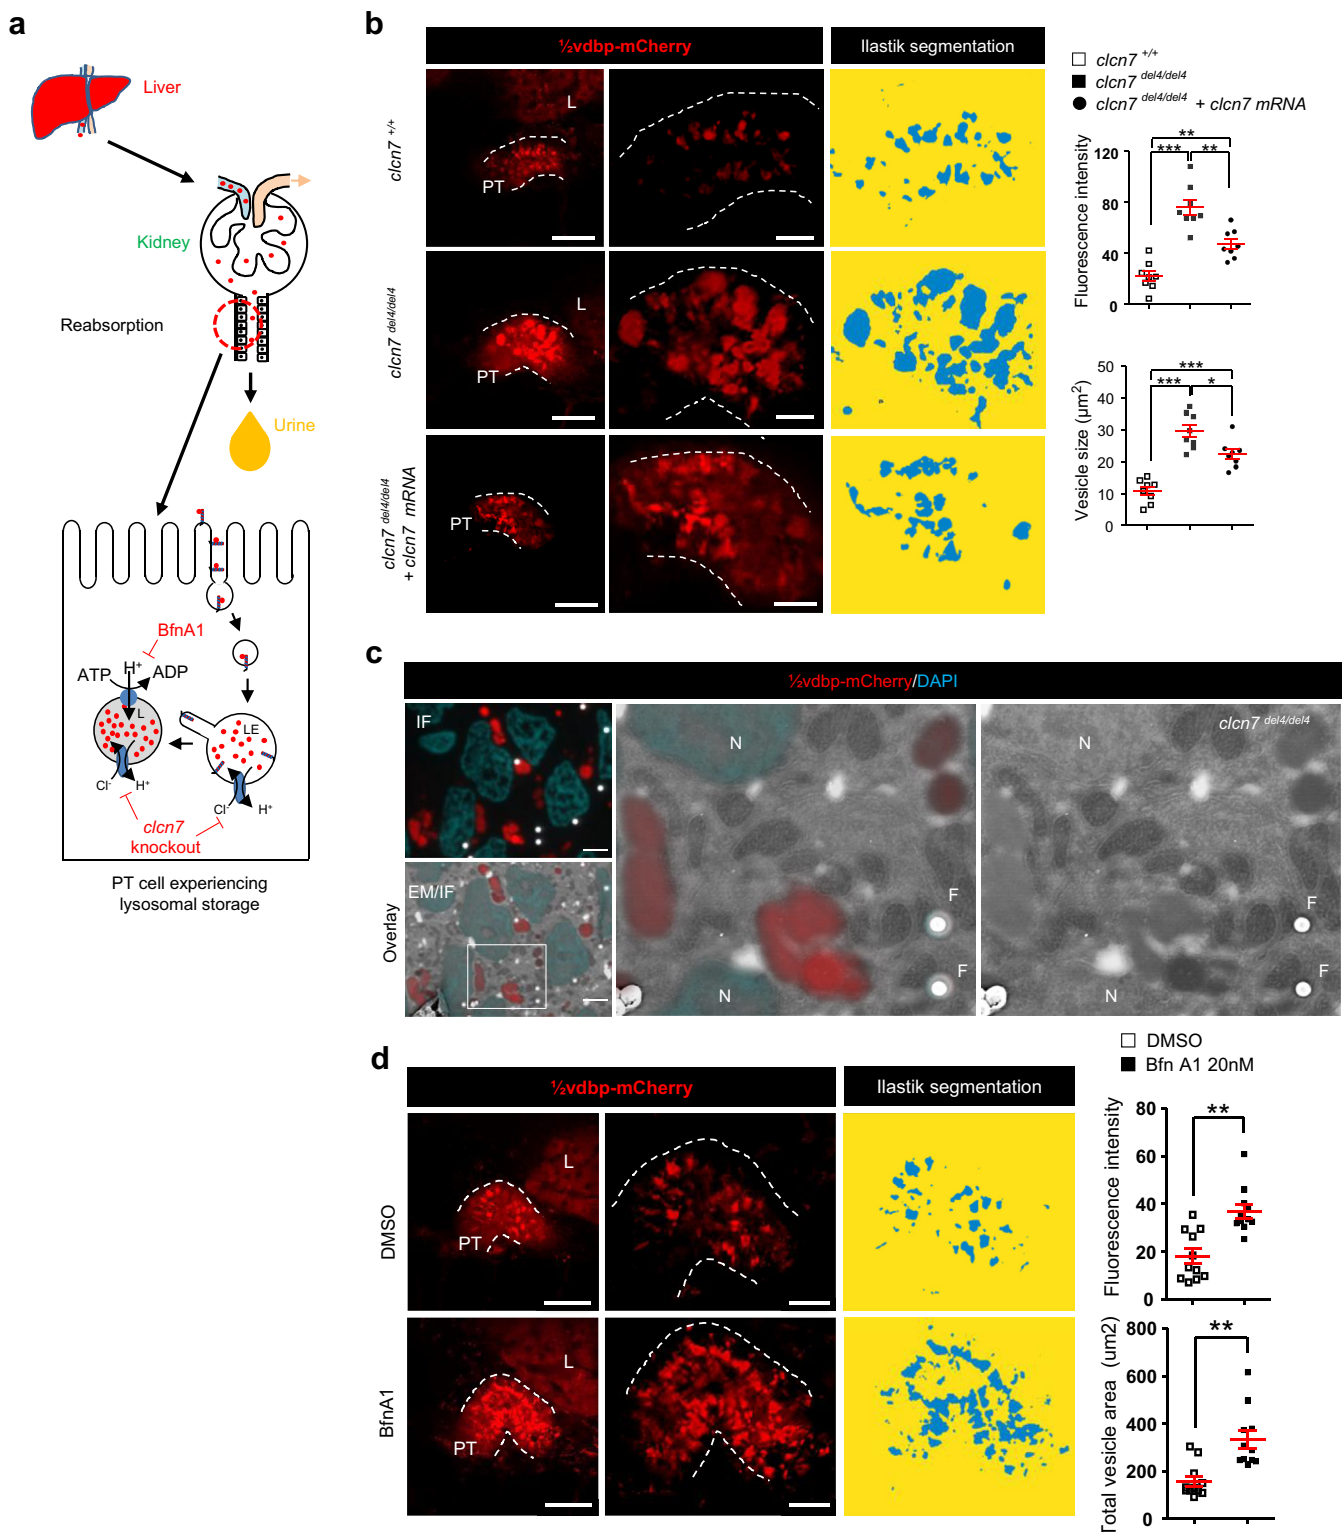 a
Liver
Kidney
Reabsorption
Urine
BfnA1
ATP
H+
ADP
L
LE
Cl-
H+
Cl-
H+
clcn7
knockout
PT cell experiencing
lysosomal storage
b
½vdbp-mCherry
Ilastik segmentation
clcn7 +/+
L
PT
clcn7 del4/del4
L
PT
clcn7 del4/del4
+ clcn7 mRNA
PT
clcn7 +/+
clcn7 del4/del4
clcn7 del4/del4 + clcn7 mRNA
Fluorescence intensity
120
80
40
0
**
***
**
Vesicle size (µm2)
50
40
30
20
10
0
***
***
*
c
½vdbp-mCherry/DAPI
IF
Overlay
EM/IF
N
N
F
F
clcn7 del4/del4
N
N
F
F
d
½vdbp-mCherry
Ilastik segmentation
DMSO
L
PT
BfnA1
L
PT
DMSO
Bfn A1 20nM
Fluorescence intensity
80
60
40
20
0
**
Total vesicle area (um2)
800
600
400
200
0
**